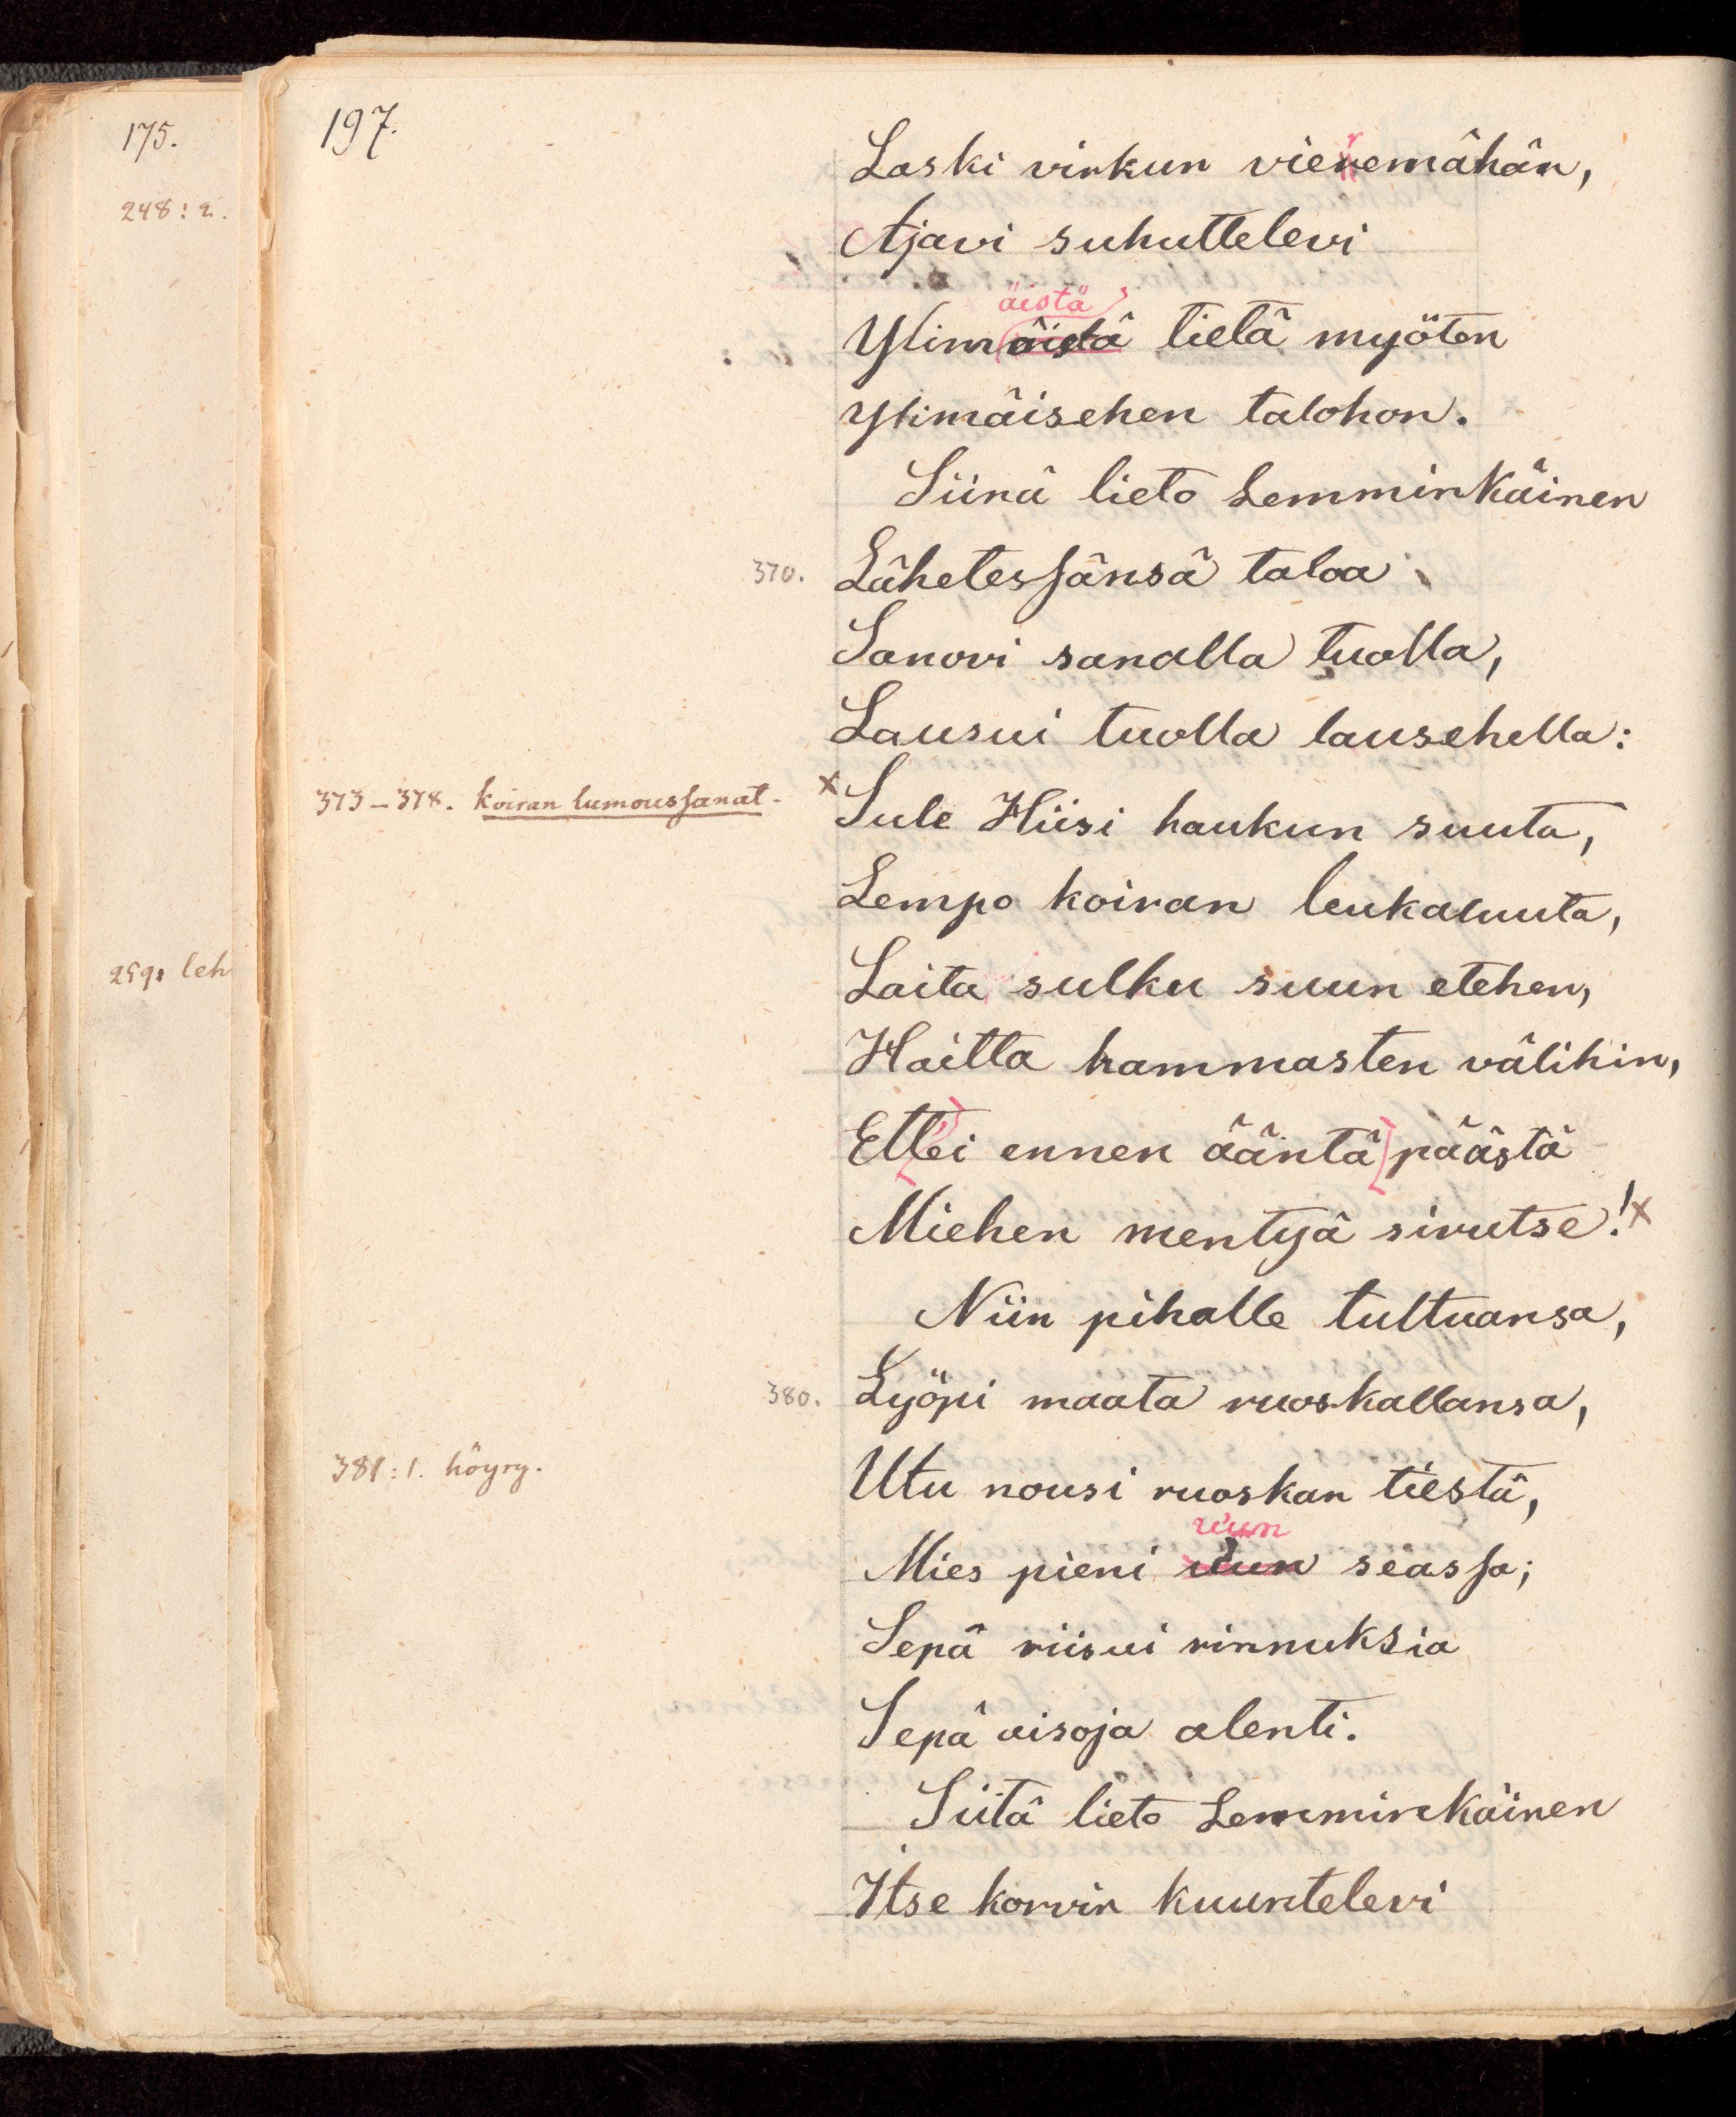 175.
248: 2.
259: leh
197.
Laski virkun vieremähän,
Ajavi suhuttelevi
äistä
Ylimäistä tietä myöten
Ylimäisehen talohon.
Siinä lieto Lemminkäinen
370. Lähetessänsä taloa
Sanovi sanalla tuolla,
Lausui tuolla lausehella:
373–378. koiran lumoussanat. x Sule Hiisi haukun suuta,
Lempo koiran leukaluuta,
Laita sulku suun etehen,
Haitta hammasten välihin,
Ettei ennen ääntä päästä
Miehen mentyä sivutse! x
Niin pihalle tultuansa,
380. Lyöpi maata ruoskallansa,
381: 1. höyry. Utu nousi ruoskan tiestä,
uun
Mies pieni seassa;
Sepä riisui rinnuksia
Sepä aisoja alenti.
Siitä lieto Lemminkäinen
Itse korvin kuuntelevi